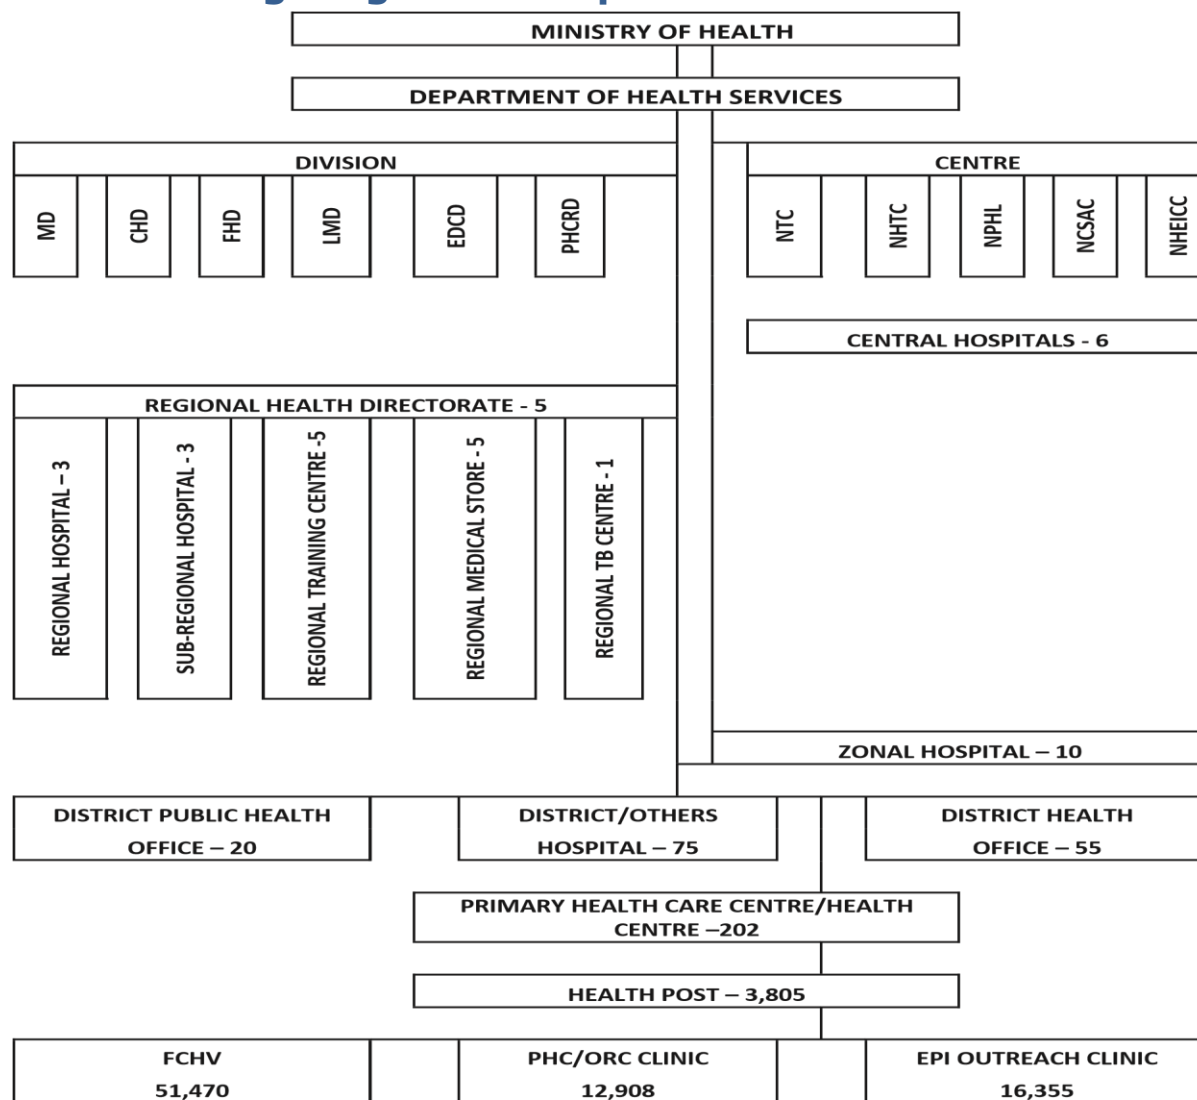 MINISTRY OF HEALTH
DEPARTMENT OF HEALTH SERVICES
DIVISION
CENTRE
MD
CHD
FHD
LMD
EDCD
PHCRD
NTC
NHTC
NPHL
NCSAC
NHEICC
CENTRAL HOSPITALS - 6
REGIONAL HEALTH DIRECTORATE - 5
REGIONAL HOSPITAL – 3
SUB-REGIONAL HOSPITAL - 3
REGIONAL TRAINING CENTRE -5
REGIONAL MEDICAL STORE - 5
REGIONAL TB CENTRE - 1
ZONAL HOSPITAL – 10
DISTRICT PUBLIC HEALTH
OFFICE – 20
DISTRICT/OTHERS
HOSPITAL – 75
DISTRICT HEALTH
OFFICE – 55
PRIMARY HEALTH CARE CENTRE/HEALTH
CENTRE –202
HEALTH POST – 3,805
FCHV
51,470
PHC/ORC CLINIC
12,908
EPI OUTREACH CLINIC
16,355